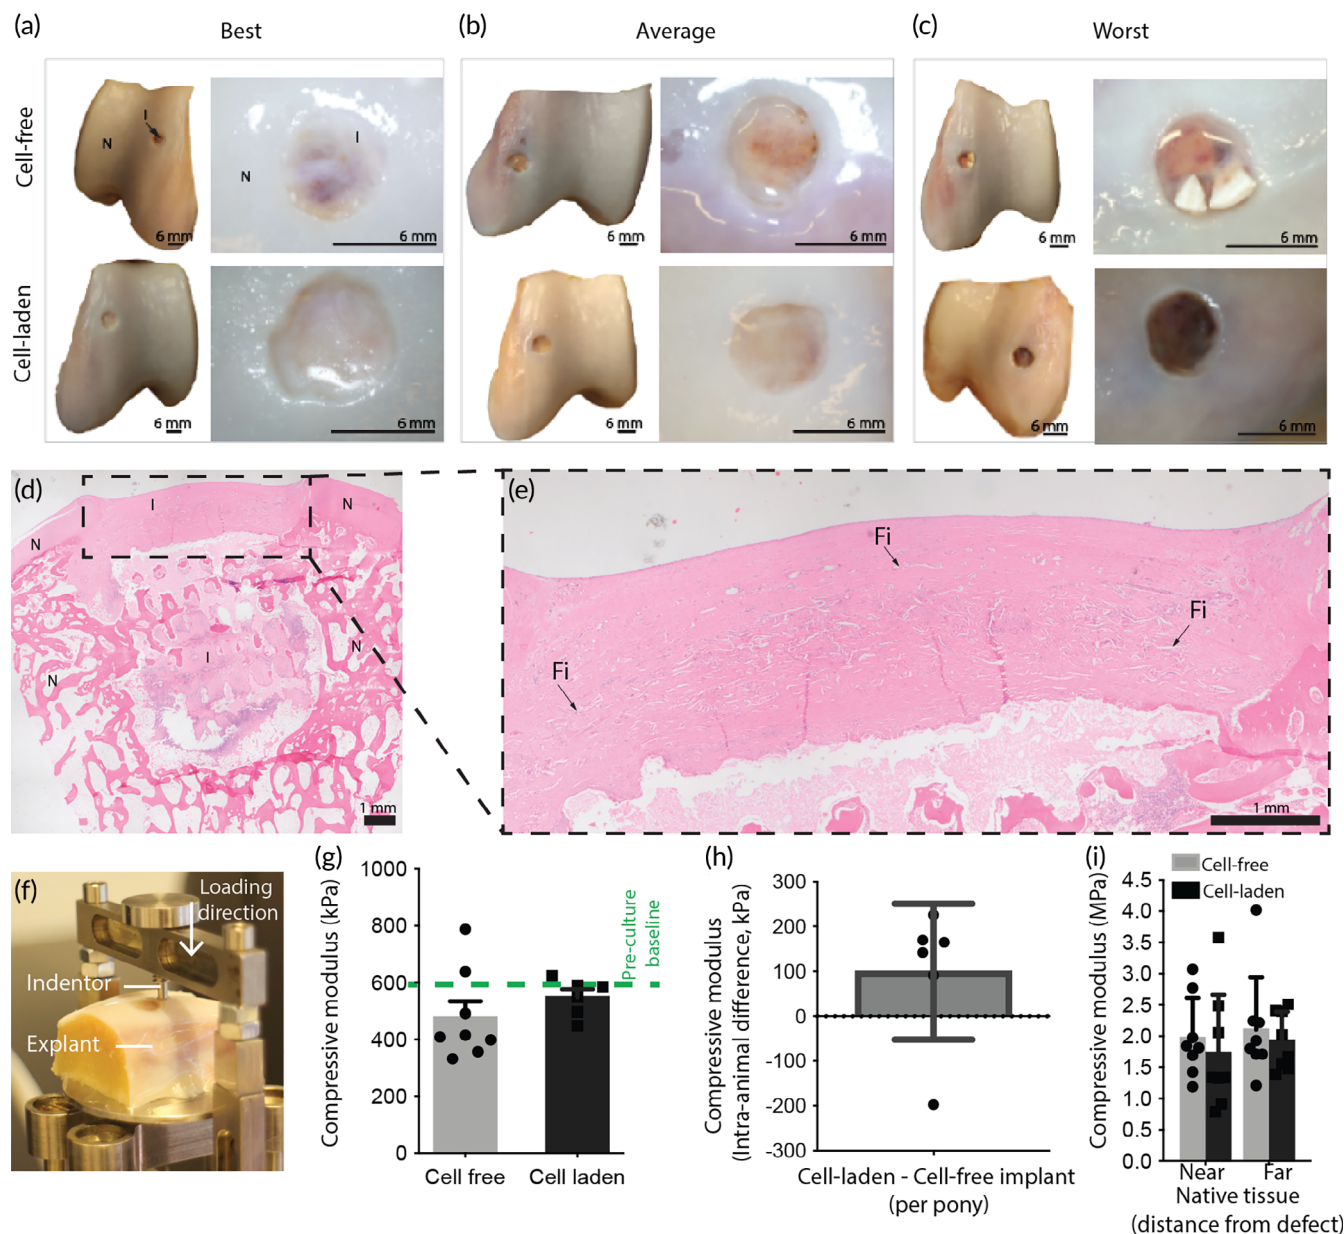 (a)
Best
(b)
Average
(c)
Worst
Cell-free
N
I
6 mm
N
I
6 mm
6 mm
6 mm
6 mm
6 mm
Cell-laden
6 mm
6 mm
6 mm
6 mm
6 mm
6 mm
(d)
I
N
N
N
N
I
1 mm
(e)
Fi
Fi
Fi
1 mm
(f)
Loading
direction
Indentor
Explant
(g)
Compressive modulus (kPa)
1000
800
600
400
200
0
Pre-culture
baseline
Cell free
Cell laden
(h)
Compressive modulus
(Intra-animal difference, kPa)
300
200
100
0
-100
-200
-300
Cell-laden - Cell-free implant
(per pony)
(i)
Cell-free
Cell-laden
Compressive modulus (MPa)
4.5
4.0
3.5
3.0
2.5
2.0
1.5
1.0
0.5
0.0
Near
Far
Native tissue
(distance from defect)